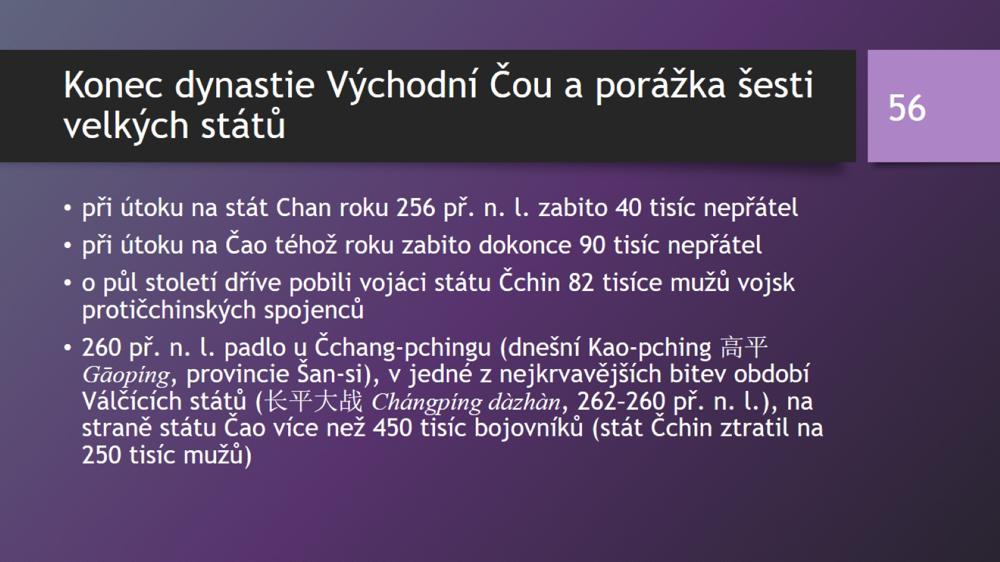 Konec dynastie Východní Čou a porážka šesti
velkých států
56
• při útoku na stát Chan roku 256 př. n. l. zabito 40 tisíc nepřátel
• při útoku na Čao téhož roku zabito dokonce 90 tisíc nepřátel
• o půl století dříve pobili vojáci státu Čchin 82 tisíce mužů vojsk
protičchinských spojenců
• 260 př. n. l. padlo u Čchang-pchingu (dnešní Kao-pching 高平
Gāopíng, provincie Šan-si), v jedné z nejkrvavějších bitev období
Válčících států (长平大战 Chángpíng dàzhàn, 262–260 př. n. l.), na
straně státu Čao více než 450 tisíc bojovníků (stát Čchin ztratil na
250 tisíc mužů)